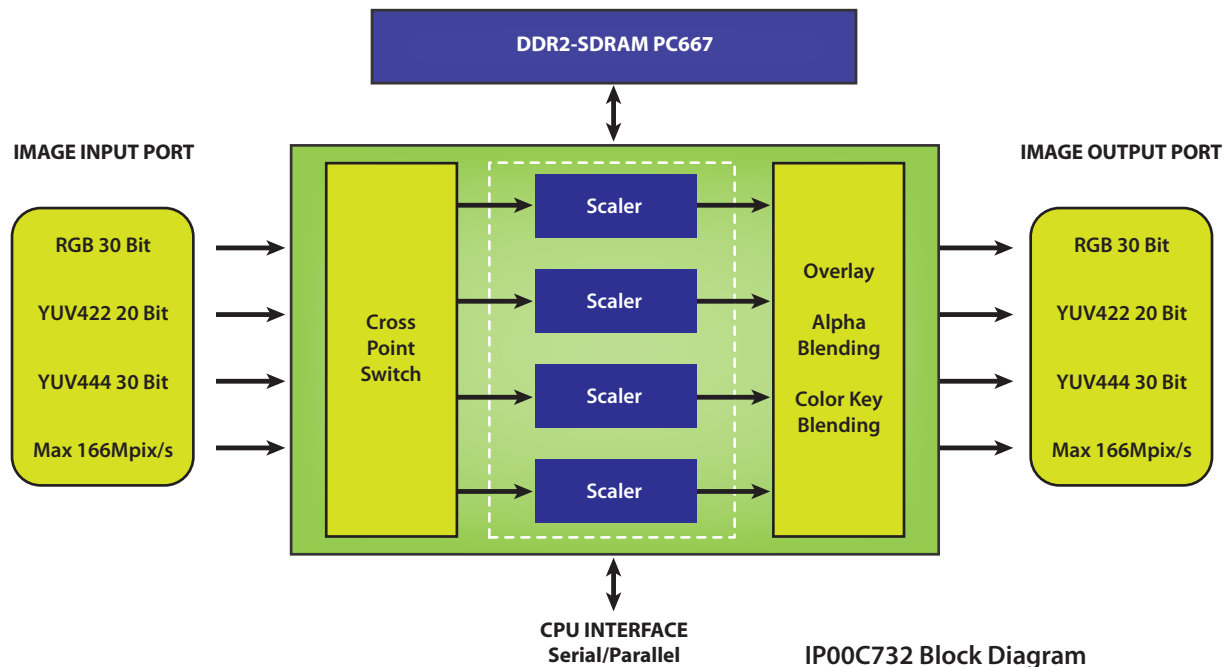 DDR2-SDRAM PC667
IMAGE INPUT PORT
RGB 30 Bit
YUV422 20 Bit
YUV444 30 Bit
Max 166Mpix/s
Cross
Point
Switch
Scaler
Scaler
Scaler
Scaler
Overlay
Alpha
Blending
Color Key
Blending
IMAGE OUTPUT PORT
RGB 30 Bit
YUV422 20 Bit
YUV444 30 Bit
Max 166Mpix/s
CPU INTERFACE
Serial/Parallel
IP00C732 Block Diagram